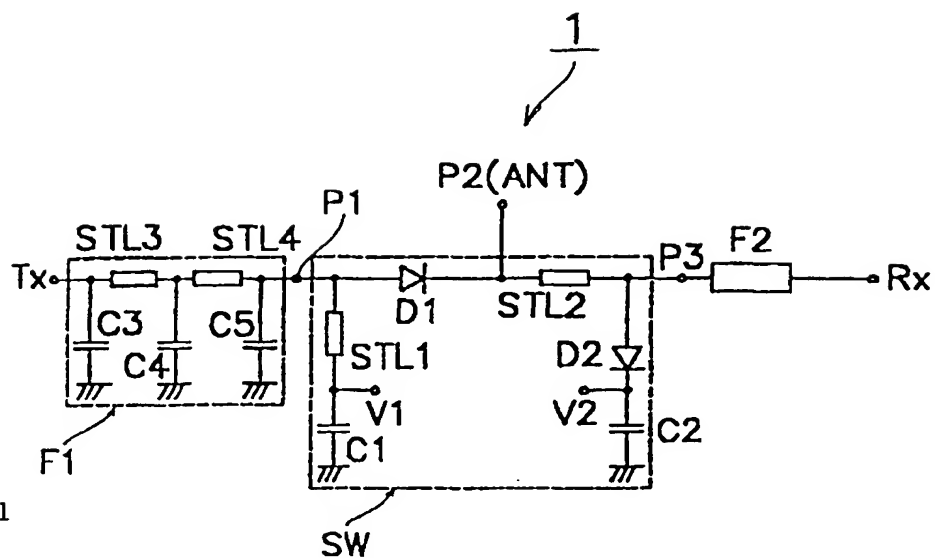 1
P2(ANT)
P1
STL3
STL4
P3
F2
Tx
Rx
D1
STL2
C3
C5
C4
STL1
D2
V1
V2
C1
C2
F1
SW
1